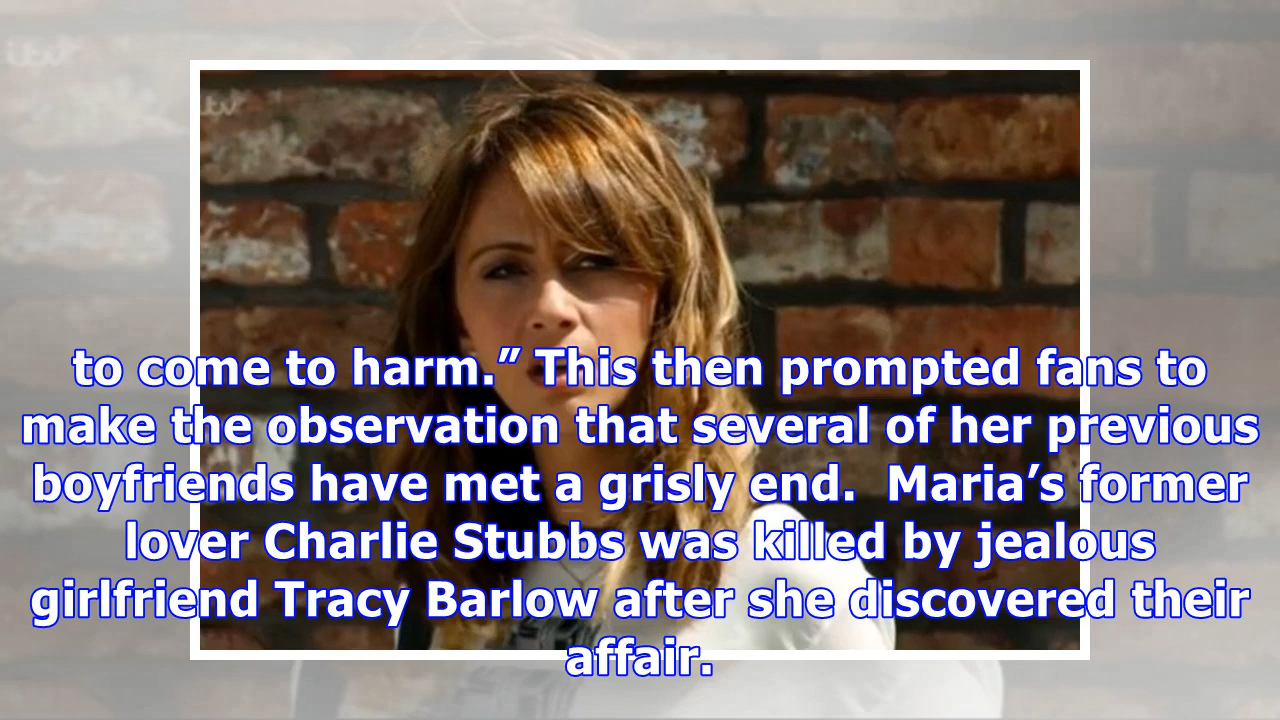 itv
itv
to come to harm.” This then prompted fans to
make the observation that several of her previous
boyfriends have met a grisly end.  Maria’s former
lover Charlie Stubbs was killed by jealous
girlfriend Tracy Barlow after she discovered their
affair.